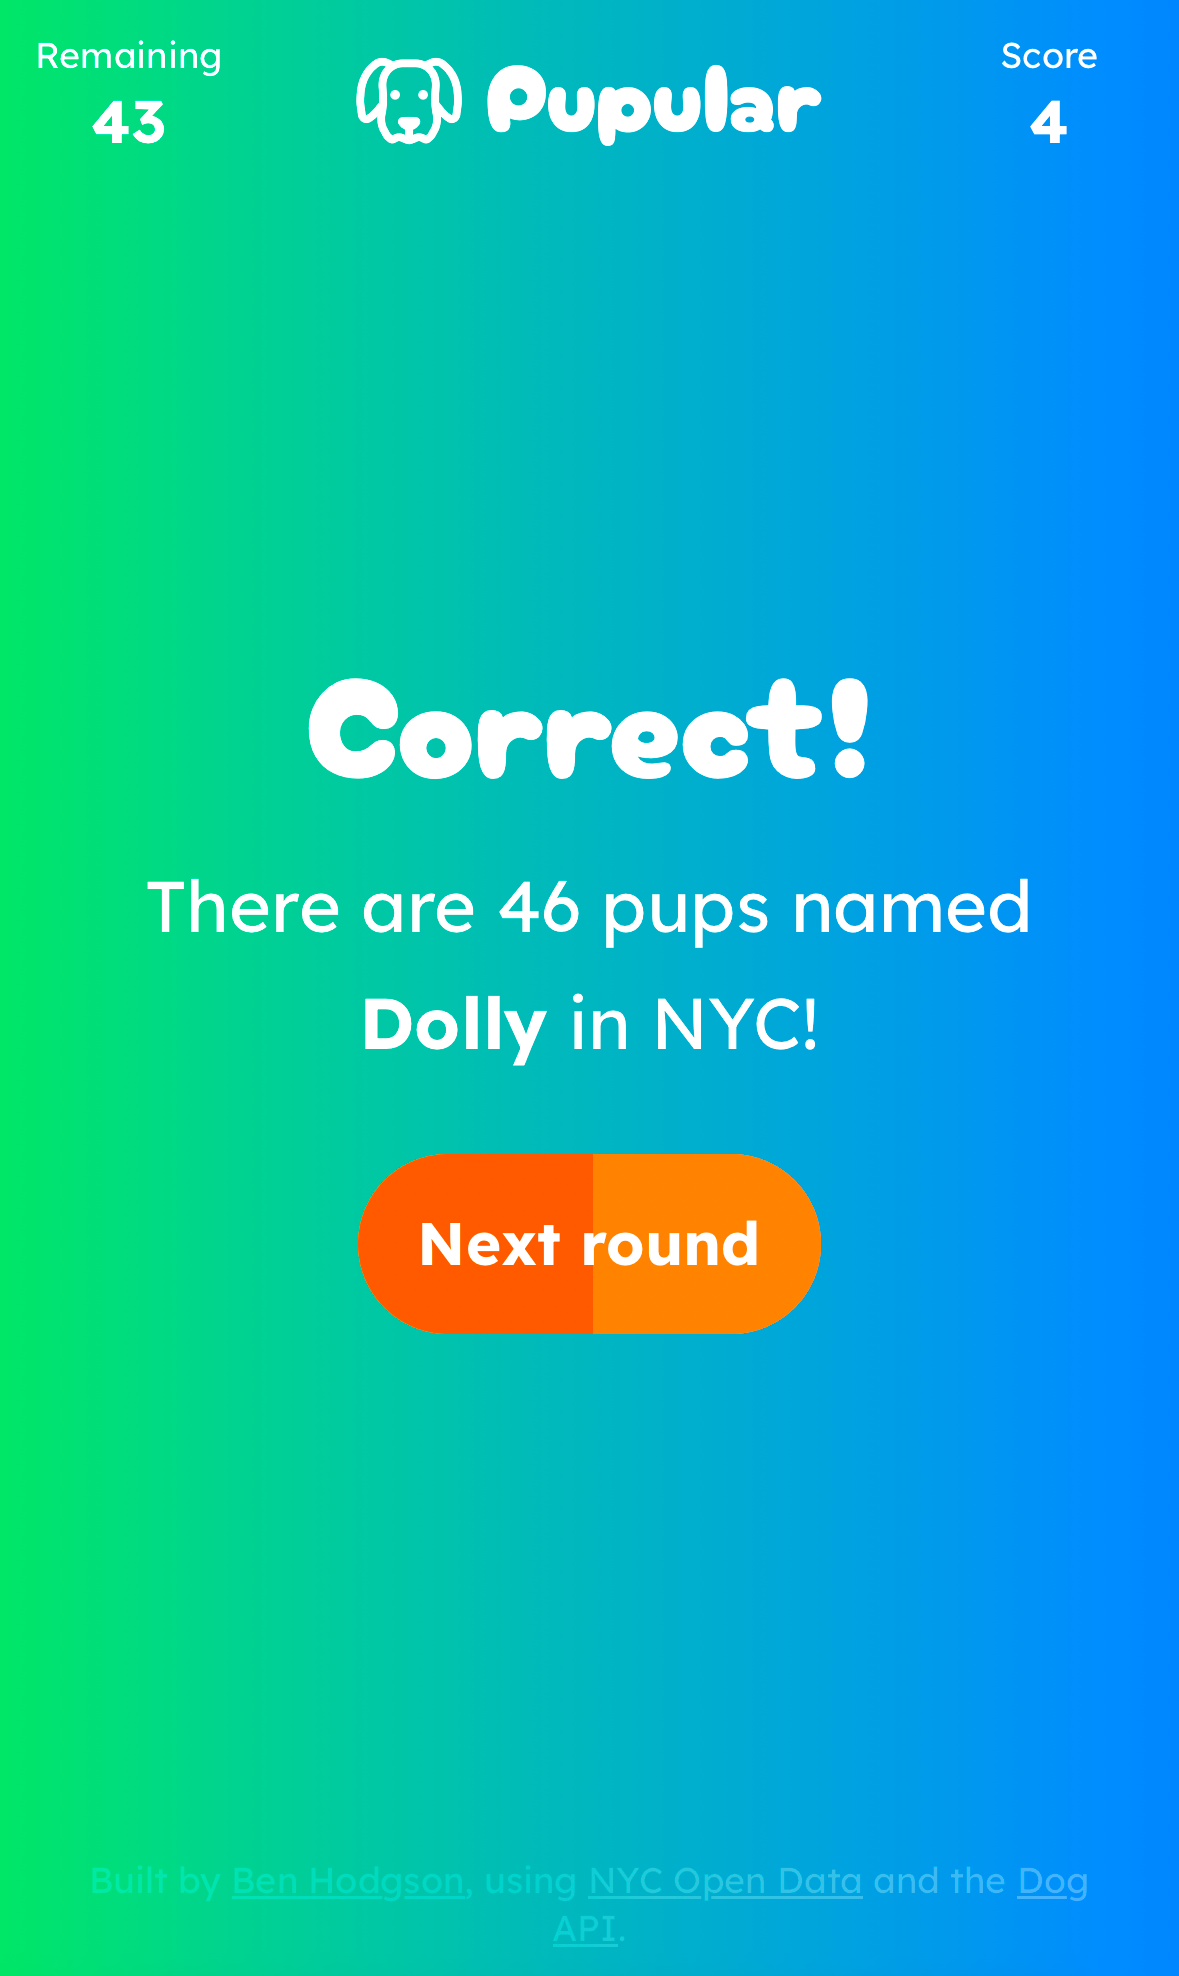 Remaining
43
Pupular
Score
4
Correct!
There are 46 pups named
Dolly in NYC!
Next round
Built by Ben Hodgson, using NYC Open Data and the Dog
API.